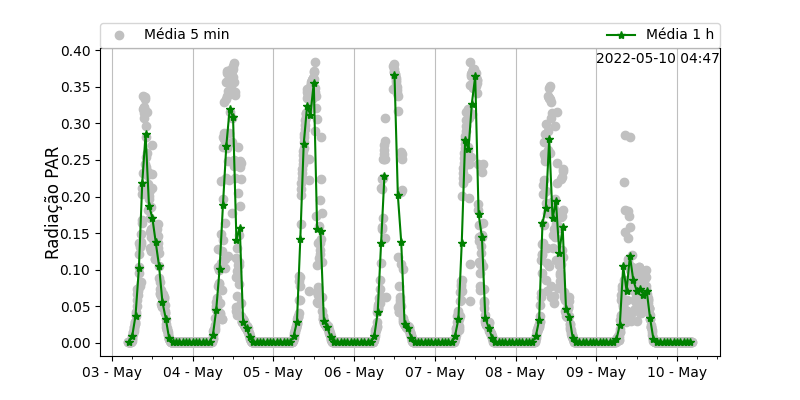 Média 5 min
Média 1 h
2022-05-10 04:47
Radiação PAR
0.40
0.35
0.30
0.25
0.20
0.15
0.10
0.05
0.00
03 - May
04 - May
05 - May
06 - May
07 - May
08 - May
09 - May
10 - May